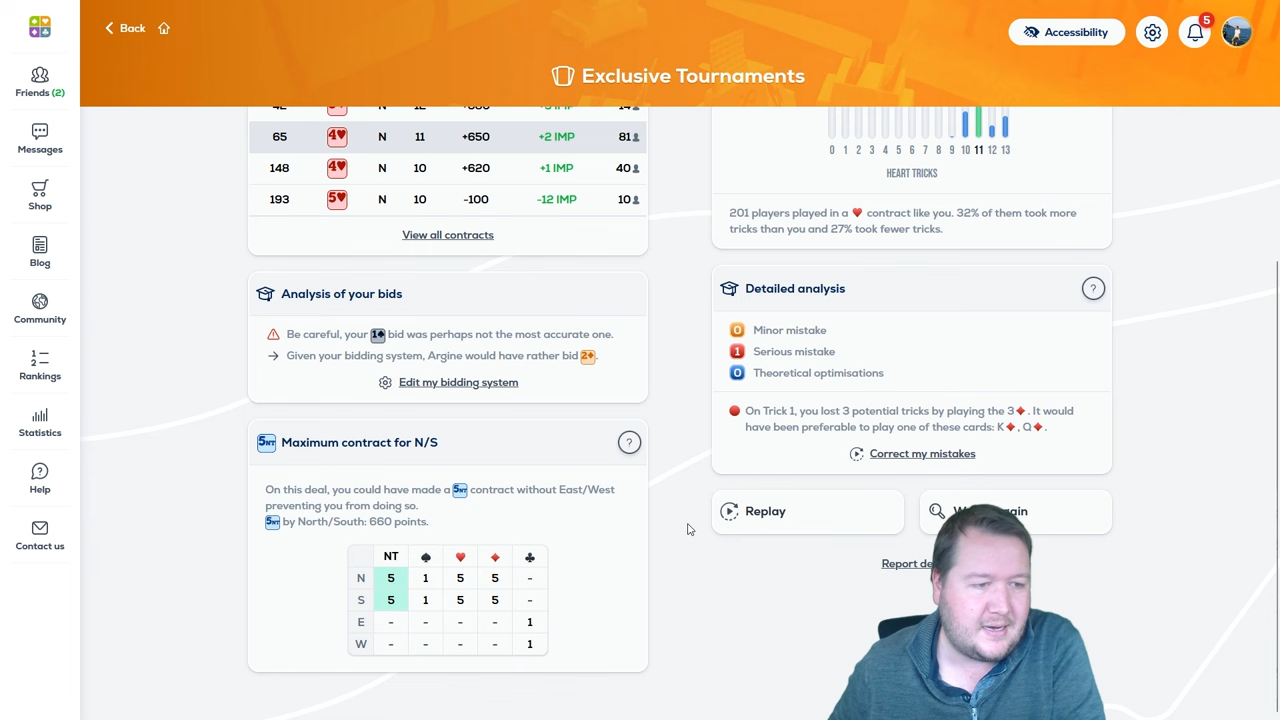 Back
Accessibility
5
Exclusive Tournaments
Friends (2)
Messages
Shop
Blog
Community
Rankings
Statistics
Help
Contact us
65 4♥ N 11 +650 +2 IMP 81
148 4♥ N 10 +620 +1 IMP 40
193 5♥ N 10 -100 -12 IMP 10
View all contracts
Analysis of your bids
Be careful, your 1♠ bid was perhaps not the most accurate one.
Given your bidding system, Argine would have rather bid 2♦.
Edit my bidding system
5NT Maximum contract for N/S ?
On this deal, you could have made a 5NT contract without East/West
preventing you from doing so.
5NT by North/South: 660 points.
NT ♠ ♥ ♦ ♣
N 5 1 5 5 -
S 5 1 5 5 -
E - - - - 1
W - - - - 1
0 1 2 3 4 5 6 7 8 9 10 11 12 13
HEART TRICKS
201 players played in a ♥ contract like you. 32% of them took more
tricks than you and 27% took fewer tricks.
Detailed analysis ?
0 Minor mistake
1 Serious mistake
0 Theoretical optimisations
On Trick 1, you lost 3 potential tricks by playing the 3♦. It would
have been preferable to play one of these cards: K♦, Q♦.
Correct my mistakes
Replay
Report